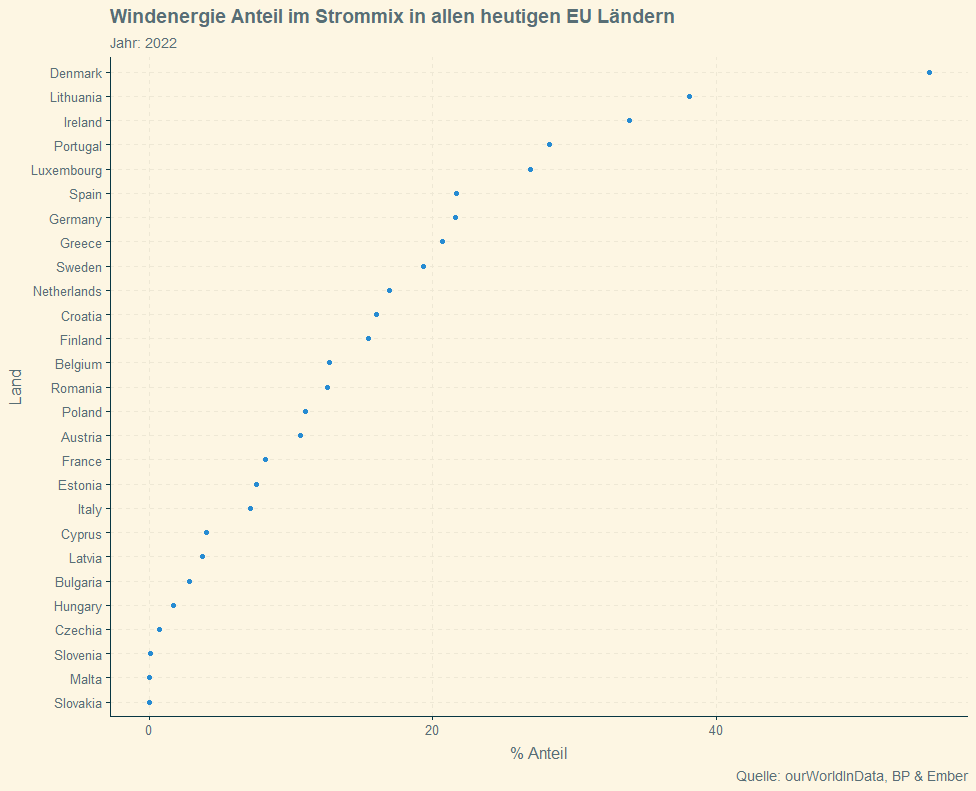 Windenergie Anteil im Strommix in allen heutigen EU Ländern
Jahr: 2022
Denmark
Lithuania
Ireland
Portugal
Luxembourg
Spain
Germany
Greece
Sweden
Netherlands
Croatia
Finland
Belgium
Romania
Poland
Austria
France
Estonia
Italy
Cyprus
Latvia
Bulgaria
Hungary
Czechia
Slovenia
Malta
Slovakia
Land
0 20 40
% Anteil
Quelle: ourWorldInData, BP & Ember